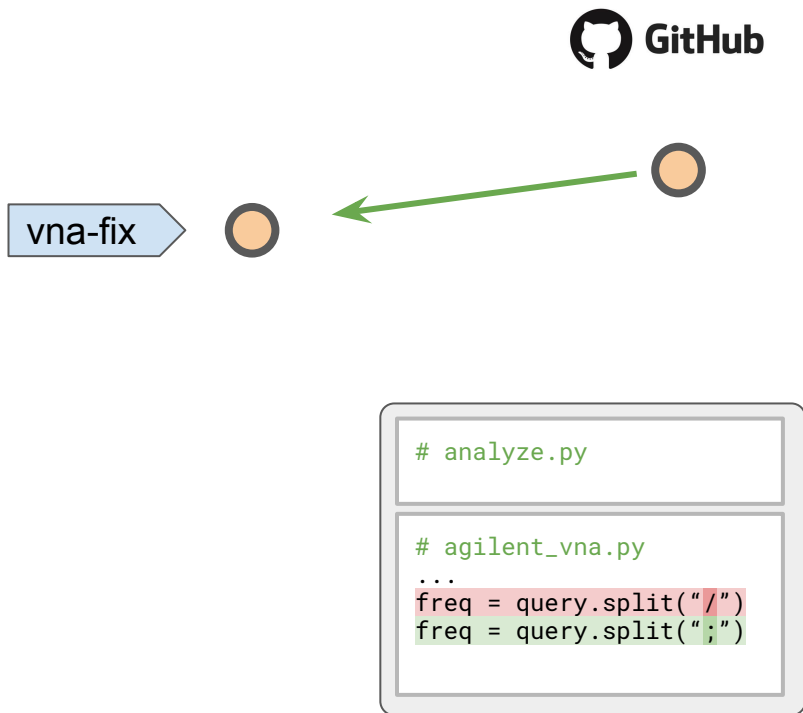 GitHub
vna-fix
# analyze.py
# agilent_vna.py
...
freq = query.split(“/”)
freq = query.split(“;”)